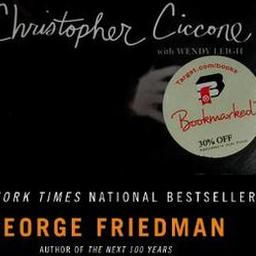 Christopher Ciccone
with WENDY LEIGH
Target.com/books
Bookmarked
30% OFF
YORK TIMES NATIONAL BESTSELLER
EORGE FRIEDMAN
AUTHOR OF THE NEXT 100 YEARS